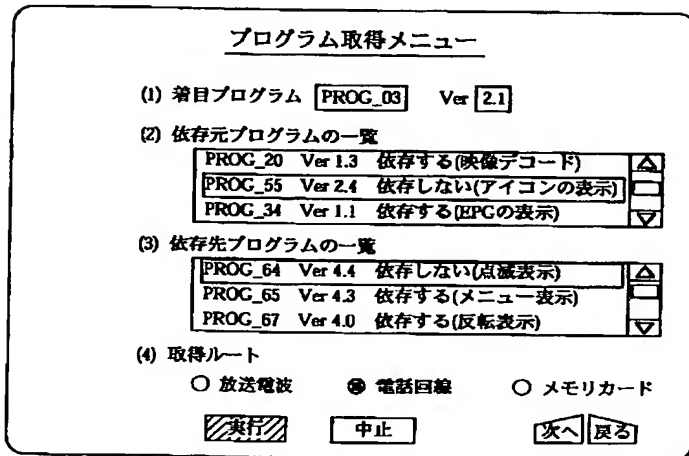 プログラム取得メニュー
(1) 着目プログラム PROG_03 Ver 2.1
(2) 依存元プログラムの一覧
PROG_20 Ver 1.3 依存する(映像デコード)
PROG_55 Ver 2.4 依存しない(アイコンの表示)
PROG_34 Ver 1.1 依存する(EPGの表示)
(3) 依存先プログラムの一覧
PROG_64 Ver 4.4 依存しない(点滅表示)
PROG_65 Ver 4.3 依存する(メニュー表示)
PROG_67 Ver 4.0 依存する(反転表示)
(4) 取得ルート
放送電波 電話回線 メモリカード
実行 中止 次へ 戻る